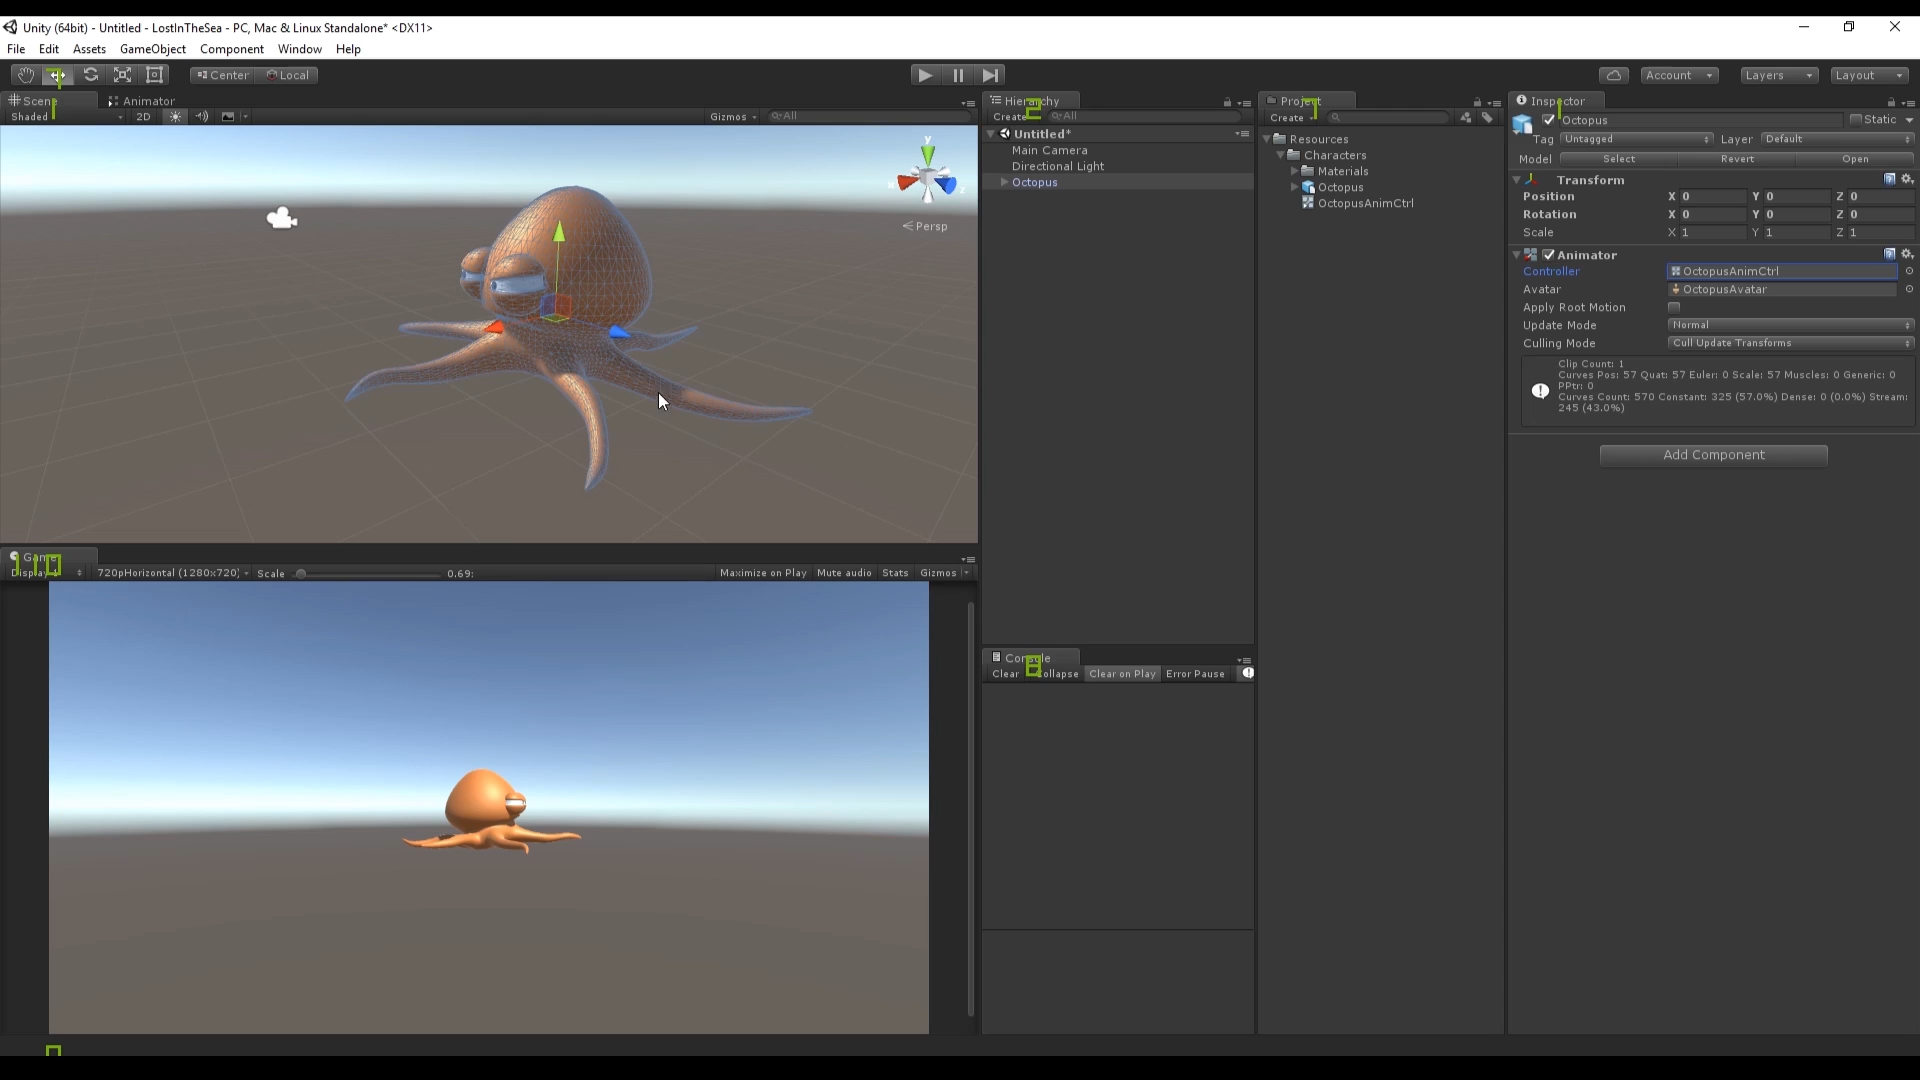 Unity (64bit) - Untitled - LostInTheSea - PC, Mac & Linux Standalone* <DX11>
File Edit Assets GameObject Component Window Help
Center Local Account Layers Layout
Scene Animator
Shaded 2D Gizmos All
y
x z
Persp
Game
Display 720pHorizontal (1280x720) Scale 0.69: Maximize on Play Mute audio Stats Gizmos
Hierarchy
Create All
Untitled*
Main Camera
Directional Light
Octopus
Console
Clear Collapse Clear on Play Error Pause
Project
Create
Resources
Characters
Materials
Octopus
OctopusAnimCtrl
Inspector
Octopus Static
Tag Untagged Layer Default
Model Select Revert Open
Transform
Position X 0 Y 0 Z 0
Rotation X 0 Y 0 Z 0
Scale X 1 Y 1 Z 1
Animator
Controller OctopusAnimCtrl
Avatar OctopusAvatar
Apply Root Motion
Update Mode Normal
Culling Mode Cull Update Transforms
Clip Count: 1
Curves Pos: 57 Quat: 57 Euler: 0 Scale: 57 Muscles: 0 Generic: 0
PPtr: 0
Curves Count: 570 Constant: 325 (57.0%) Dense: 0 (0.0%) Stream:
245 (43.0%)
Add Component